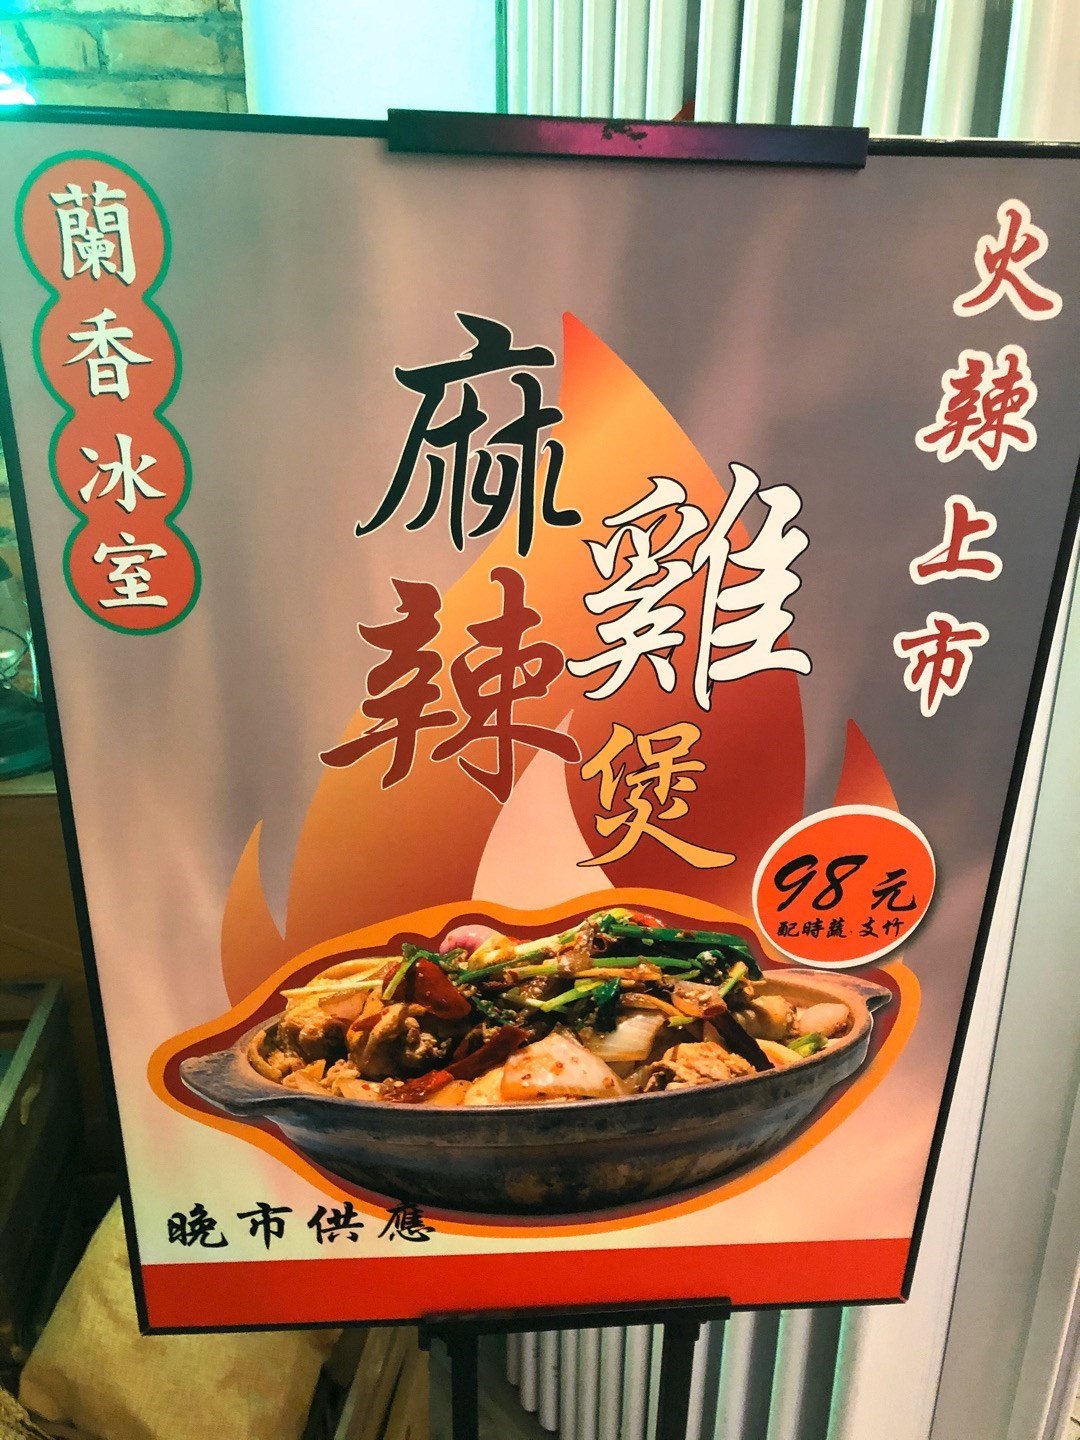 蘭香冰室
火辣上市
麻辣
雞煲
98元
配時蔬·支竹
晚市供應